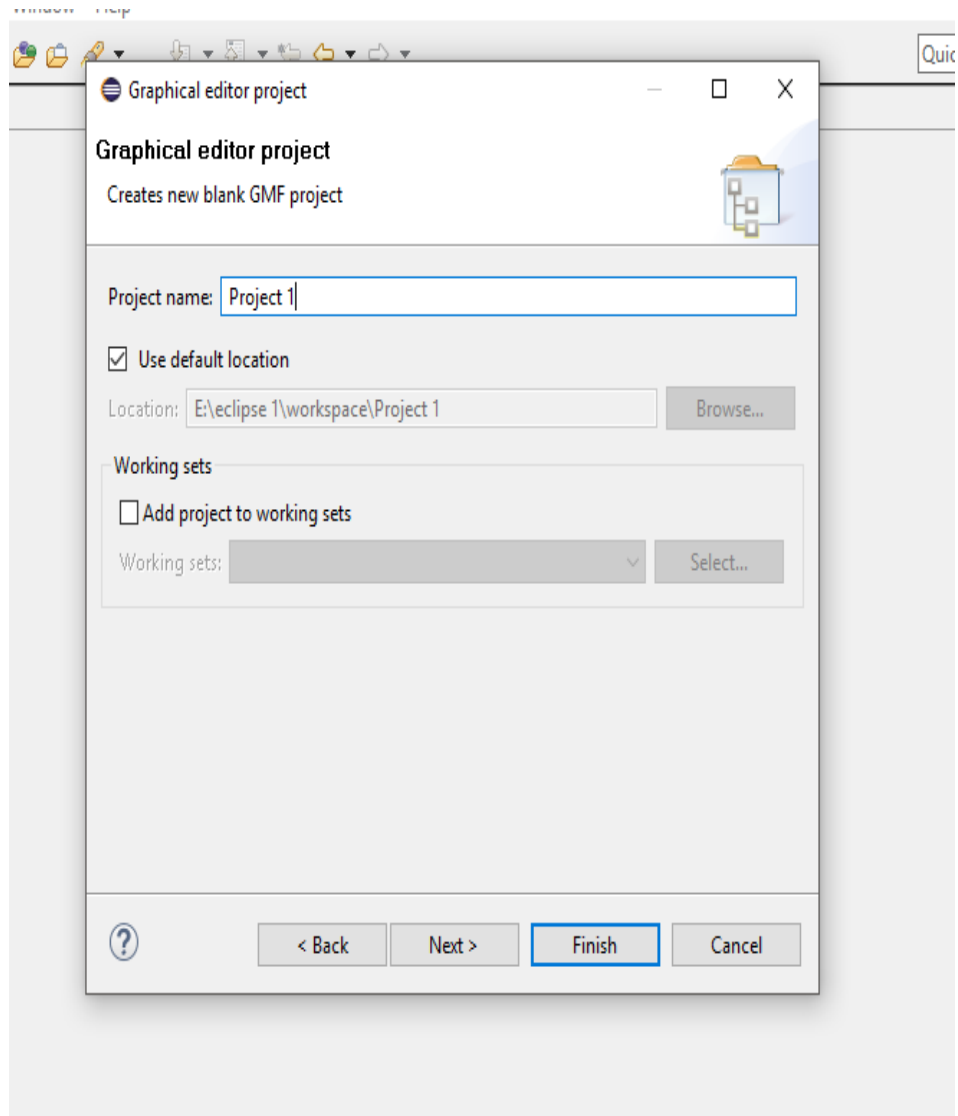 Window Help
Quic
Graphical editor project
Graphical editor project
Creates new blank GMF project
Project name: Project 1
Use default location
Location: E:\eclipse 1\workspace\Project 1 Browse...
Working sets
Add project to working sets
Working sets: Select...
? < Back Next > Finish Cancel